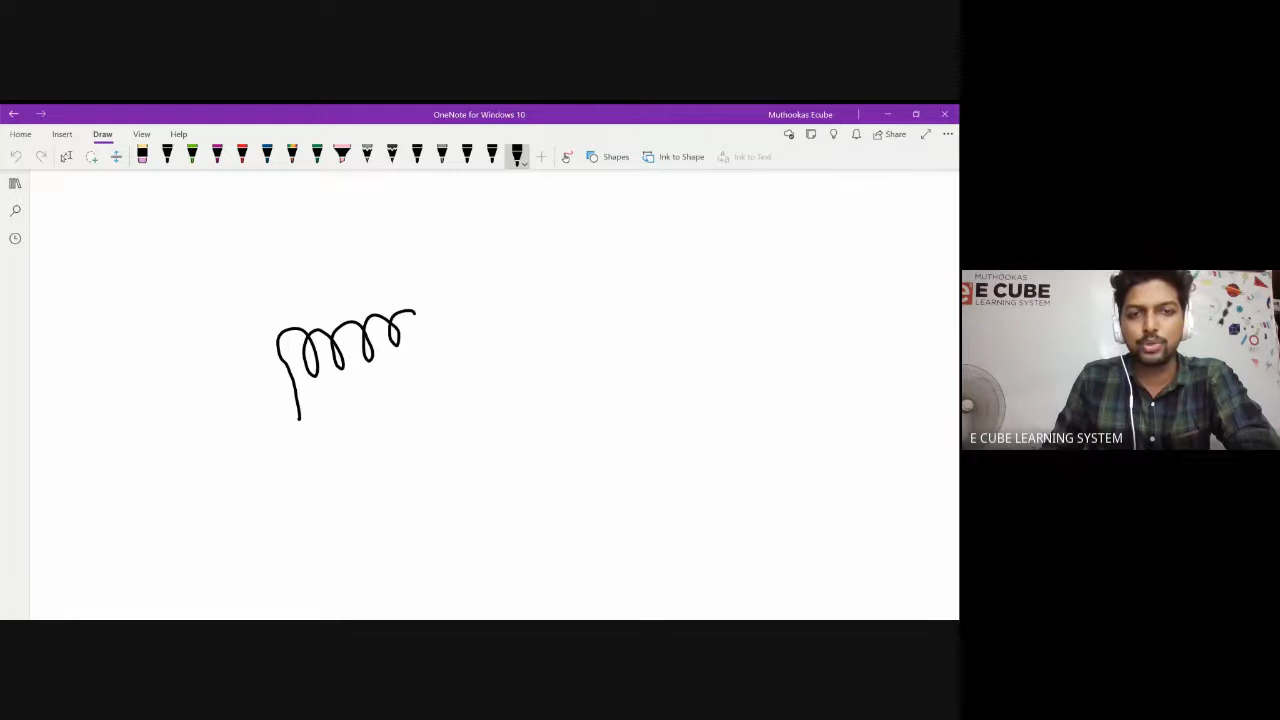 OneNote for Windows 10
Muthookas Ecube
Home Insert Draw View Help
Share
Shapes
Ink to Shape
Ink to Text
MUTHOOKAS
E CUBE
LEARNING SYSTEM
E CUBE LEARNING SYSTEM